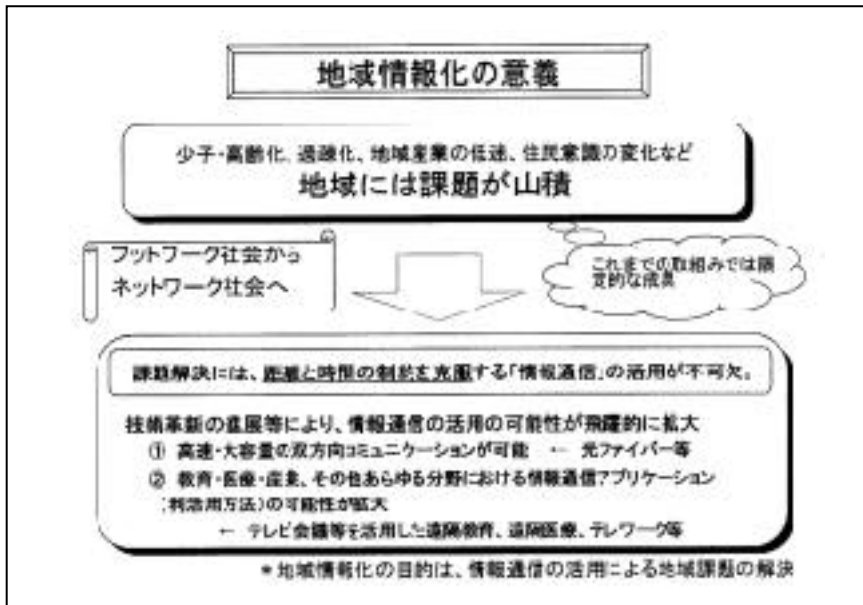 地域情報化の意義
少子・高齢化、過疎化、地域産業の低迷、住民意識の変化など
地域には課題が山積
フットワーク社会から
ネットワーク社会へ
これまでの取組みでは限
定的な成果
課題解決には、距離と時間の制約を克服する「情報通信」の活用が不可欠。
技術革新の進展等により、情報通信の活用の可能性が飛躍的に拡大
① 高速・大容量の双方向コミュニケーションが可能 ← 光ファイバー等
② 教育・医療・産業、その他あらゆる分野における情報通信アプリケーション
(利活用方法)の可能性が拡大
← テレビ会議等を活用した遠隔教育、遠隔医療、テレワーク等
*地域情報化の目的は、情報通信の活用による地域課題の解決